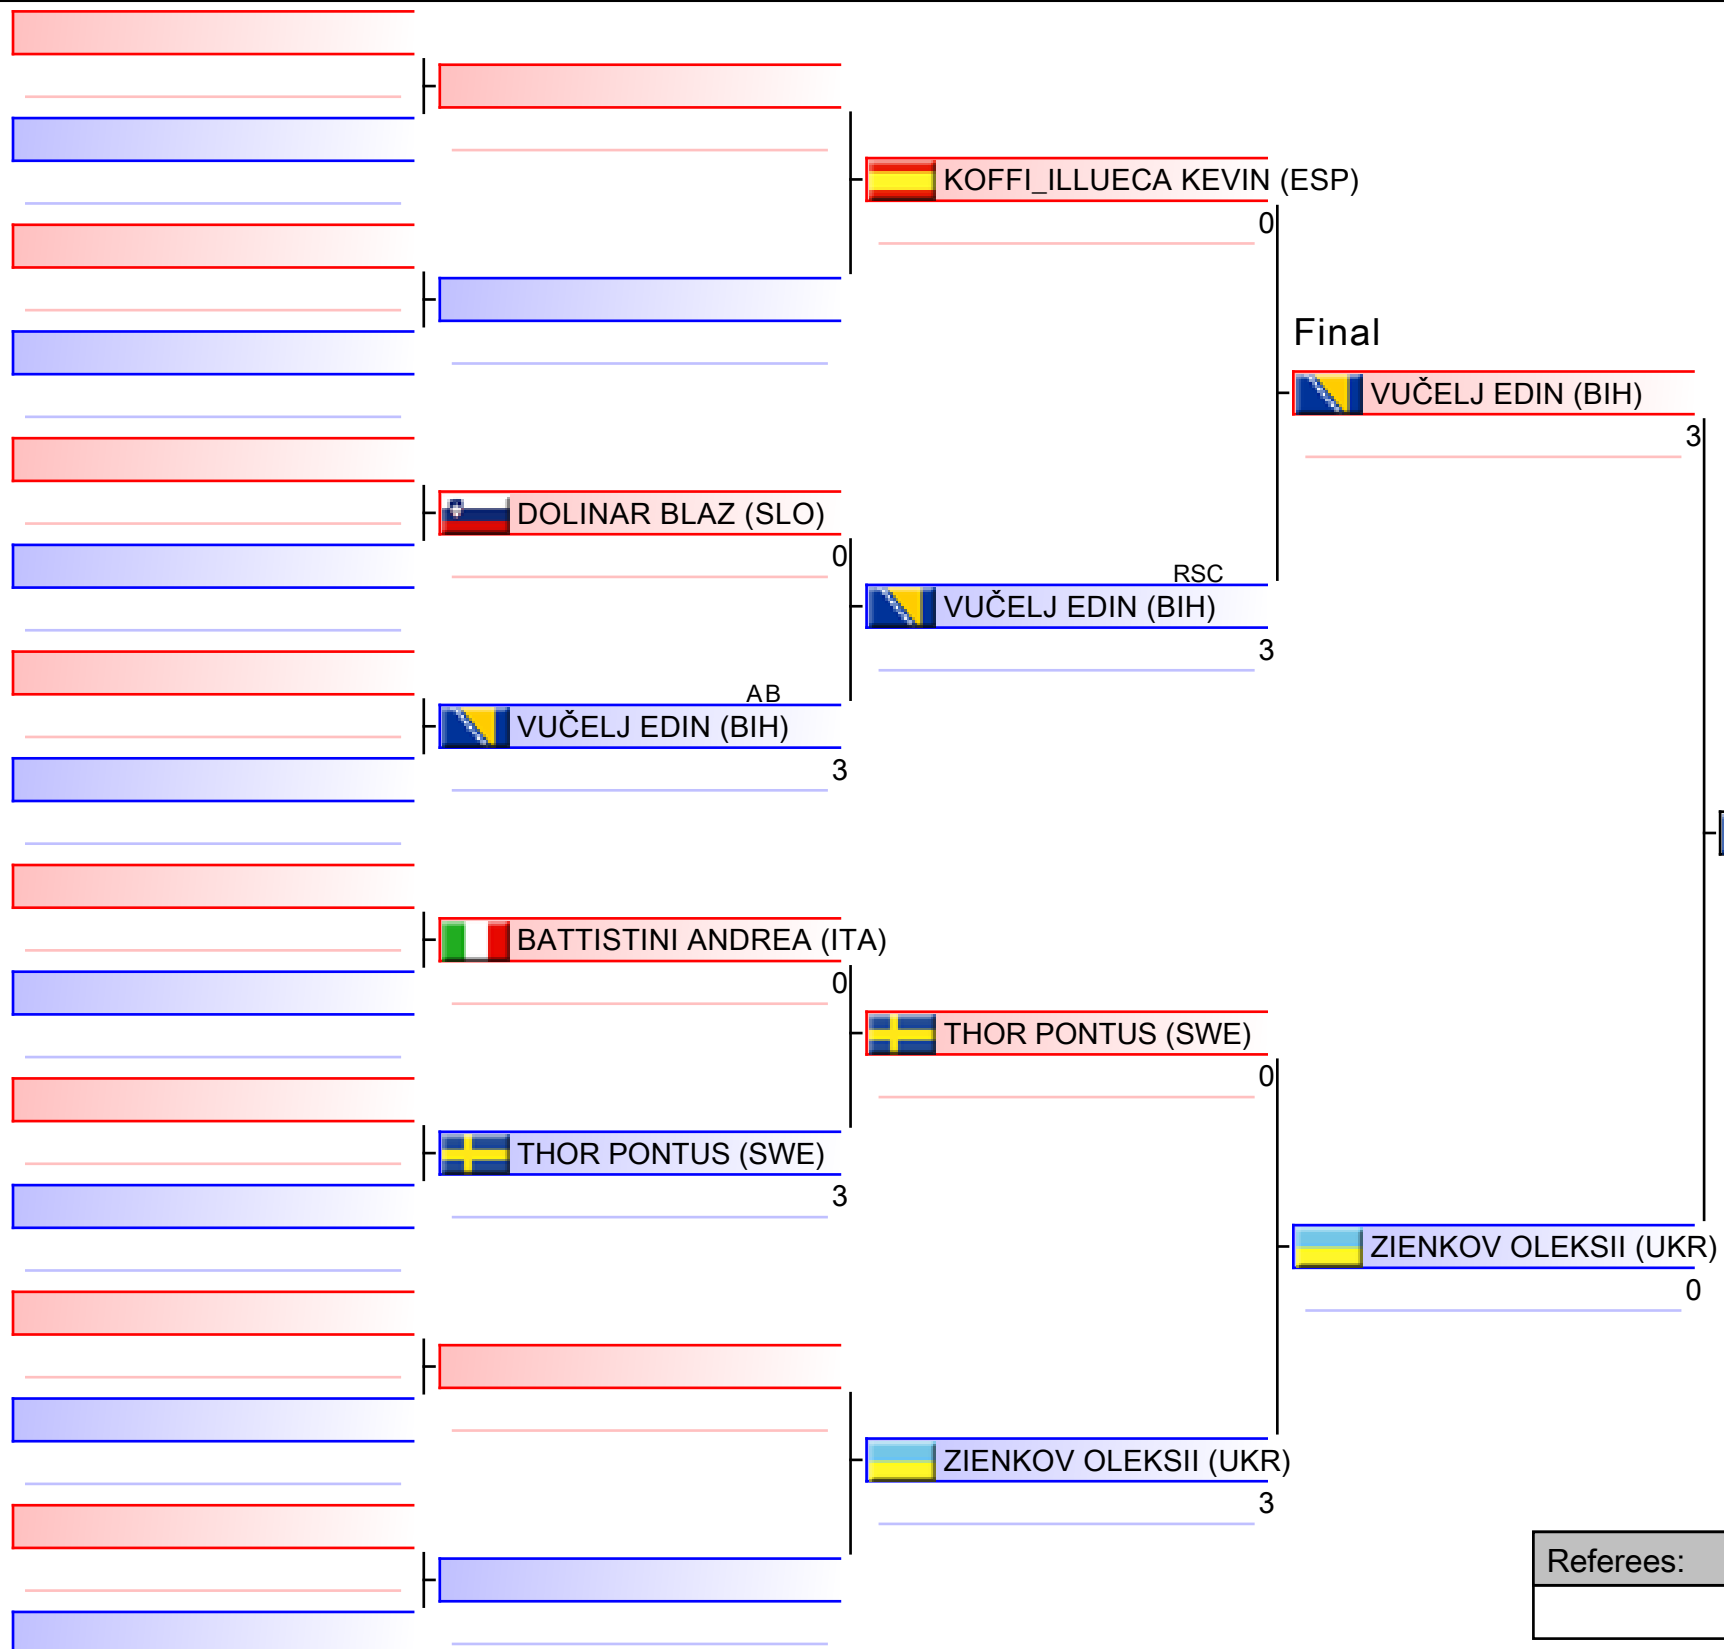 KOFFI_ILLUECA KEVIN (ESP)
0
Final
VUČELJ EDIN (BIH)
3
DOLINAR BLAZ (SLO)
0
RSC
VUČELJ EDIN (BIH)
3
AB
VUČELJ EDIN (BIH)
3
BATTISTINI ANDREA (ITA)
0
THOR PONTUS (SWE)
0
THOR PONTUS (SWE)
3
ZIENKOV OLEKSII (UKR)
0
ZIENKOV OLEKSII (UKR)
3
Referees: